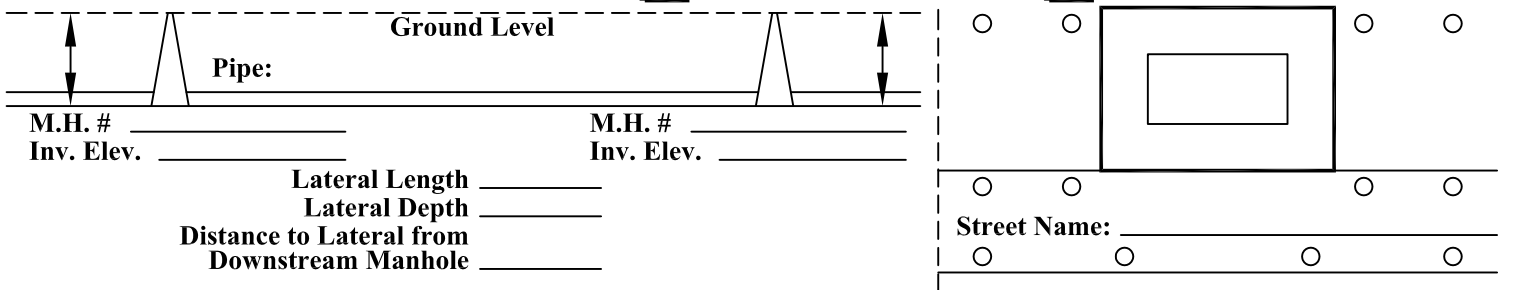 Ground Level
Pipe:
M.H. # M.H. #
Inv. Elev. Inv. Elev.
Lateral Length
Lateral Depth
Distance to Lateral from
Downstream Manhole
Street Name: